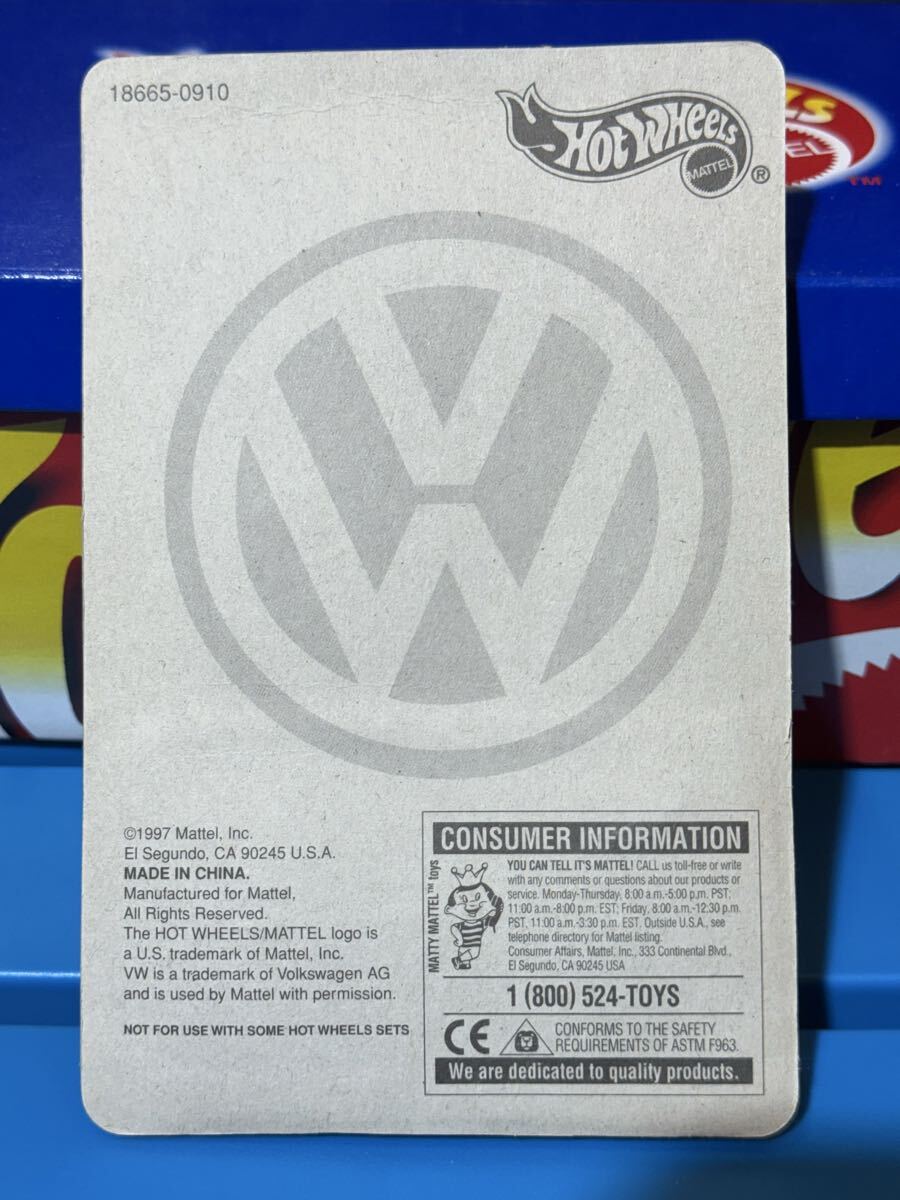 18665-0910
HOT WHEELS
MATTEL
®
ELS
EL
™
©1997 Mattel, Inc.
El Segundo, CA 90245 U.S.A.
MADE IN CHINA.
Manufactured for Mattel,
All Rights Reserved.
The HOT WHEELS/MATTEL logo is
a U.S. trademark of Mattel, Inc.
VW is a trademark of Volkswagen AG
and is used by Mattel with permission.
NOT FOR USE WITH SOME HOT WHEELS SETS
CONSUMER INFORMATION
MATTY MATTEL™ toys
YOU CAN TELL IT'S MATTEL! CALL us toll-free or write
with any comments or questions about our products or
service. Monday-Thursday, 8:00 a.m.-5:00 p.m. PST;
11:00 a.m.-8:00 p.m. EST; Friday, 8:00 a.m.-12:30 p.m.
PST, 11:00 a.m.-3:30 p.m. EST. Outside U.S.A., see
telephone directory for Mattel listing.
Consumer Affairs, Mattel, Inc., 333 Continental Blvd.,
El Segundo, CA 90245 USA
1 (800) 524-TOYS
CE
CONFORMS TO THE SAFETY
REQUIREMENTS OF ASTM F963.
We are dedicated to quality products.